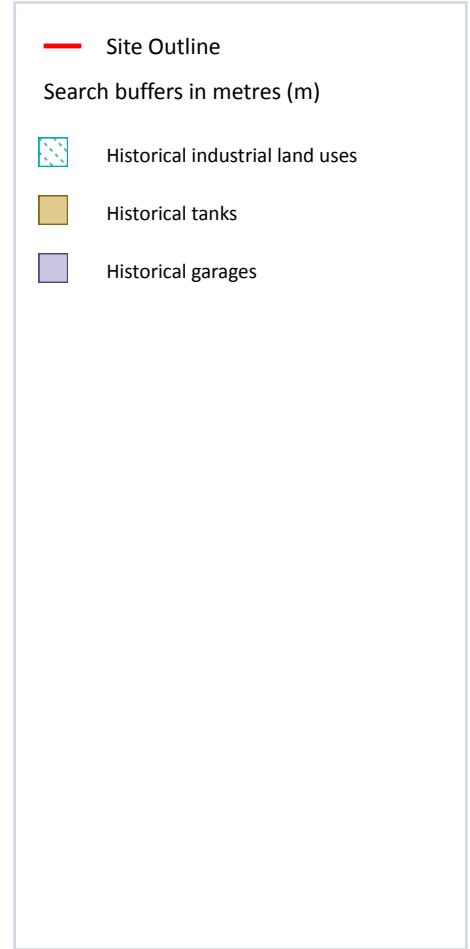 Site Outline
Search buffers in metres (m)
Historical industrial land uses
Historical tanks
Historical garages